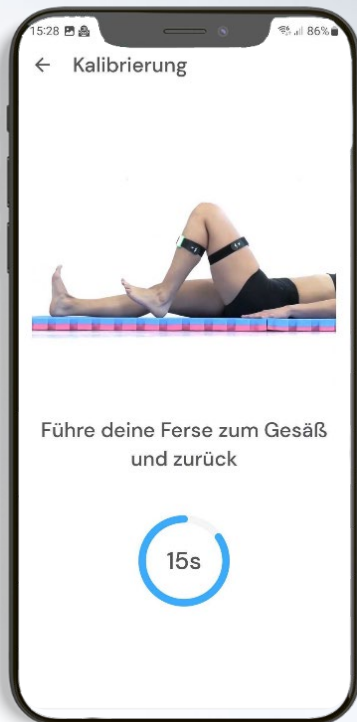 15:28
86%
Kalibrierung
Führe deine Ferse zum Gesäß
und zurück
15s